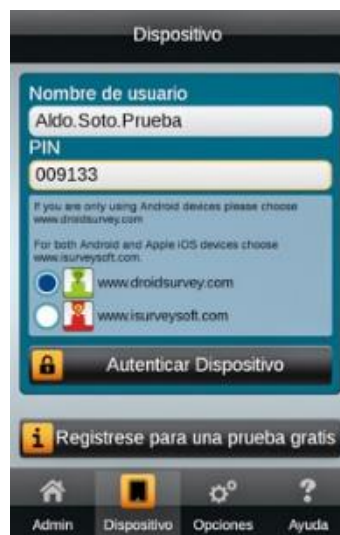 Dispositivo
Nombre de usuario
Aldo.Soto.Prueba
PIN
009133
If you are only using Android devices please choose
www.droidsurvey.com
For both Android and Apple iOS devices choose
www.isurveysoft.com.
www.droidsurvey.com
www.isurveysoft.com
Autenticar Dispositivo
i Registrese para una prueba gratis
Admin Dispositivo Opciones Ayuda